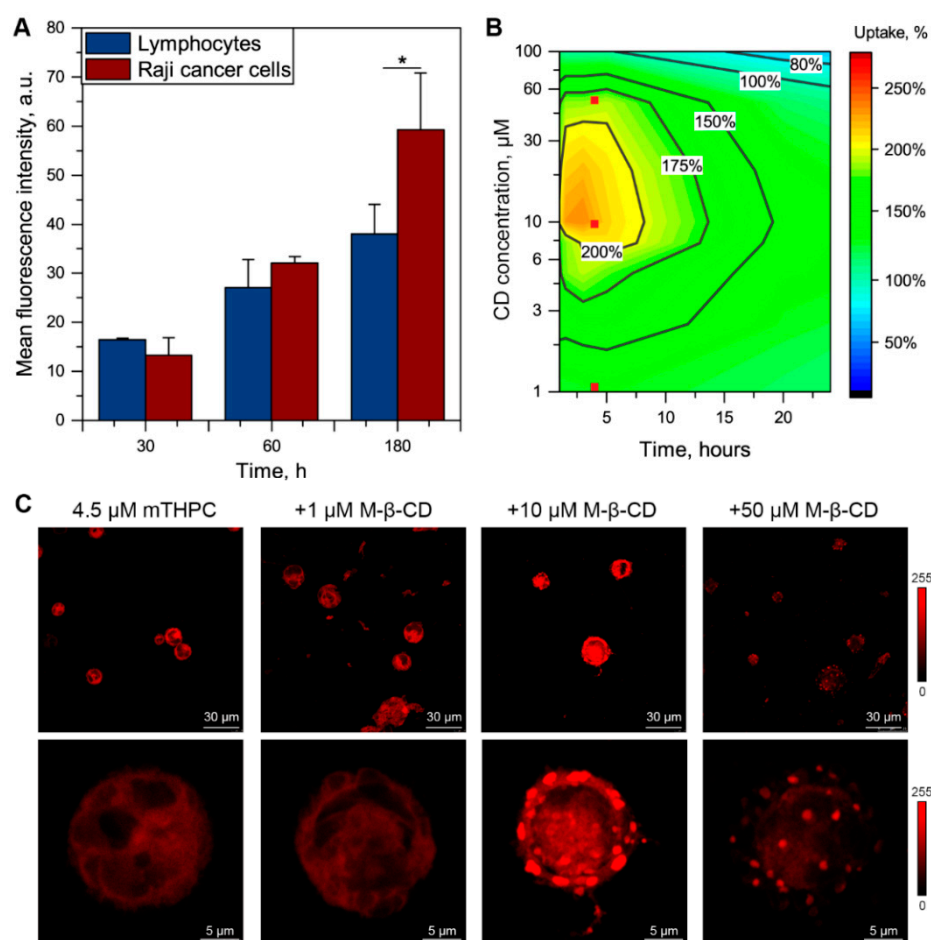 A
Mean fluorescence intensity, a.u.
80
70
60
50
40
30
20
10
0
Lymphocytes
Raji cancer cells
*
30
60
180
Time, h
B
CD concentration, µM
100
60
30
10
6
3
1
80%
100%
150%
175%
200%
5
10
15
20
Time, hours
Uptake, %
250%
200%
150%
100%
50%
C
4.5 µM mTHPC
+1 µM M-β-CD
+10 µM M-β-CD
+50 µM M-β-CD
30 µm
30 µm
30 µm
30 µm
255
0
5 µm
5 µm
5 µm
5 µm
255
0